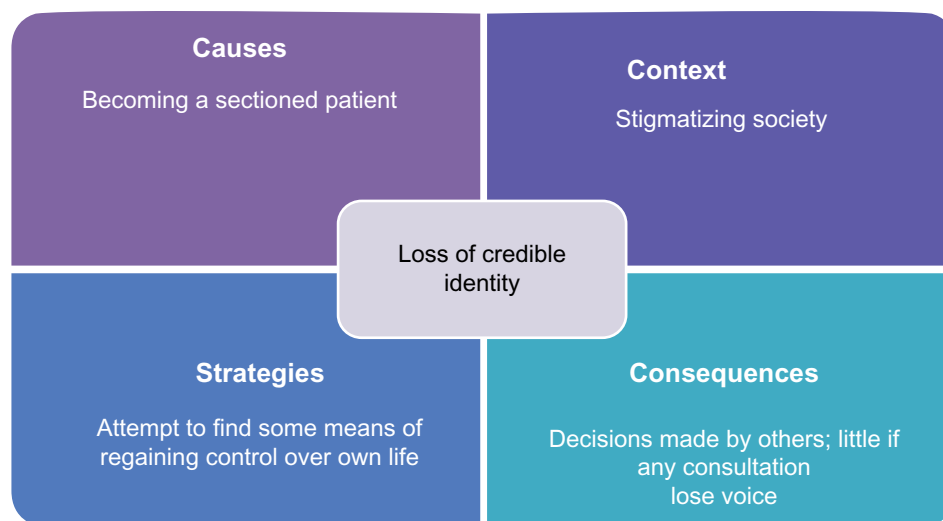 Causes
Becoming a sectioned patient
Context
Stigmatizing society
Loss of credible
identity
Strategies
Attempt to find some means of
regaining control over own life
Consequences
Decisions made by others; little if
any consultation
lose voice